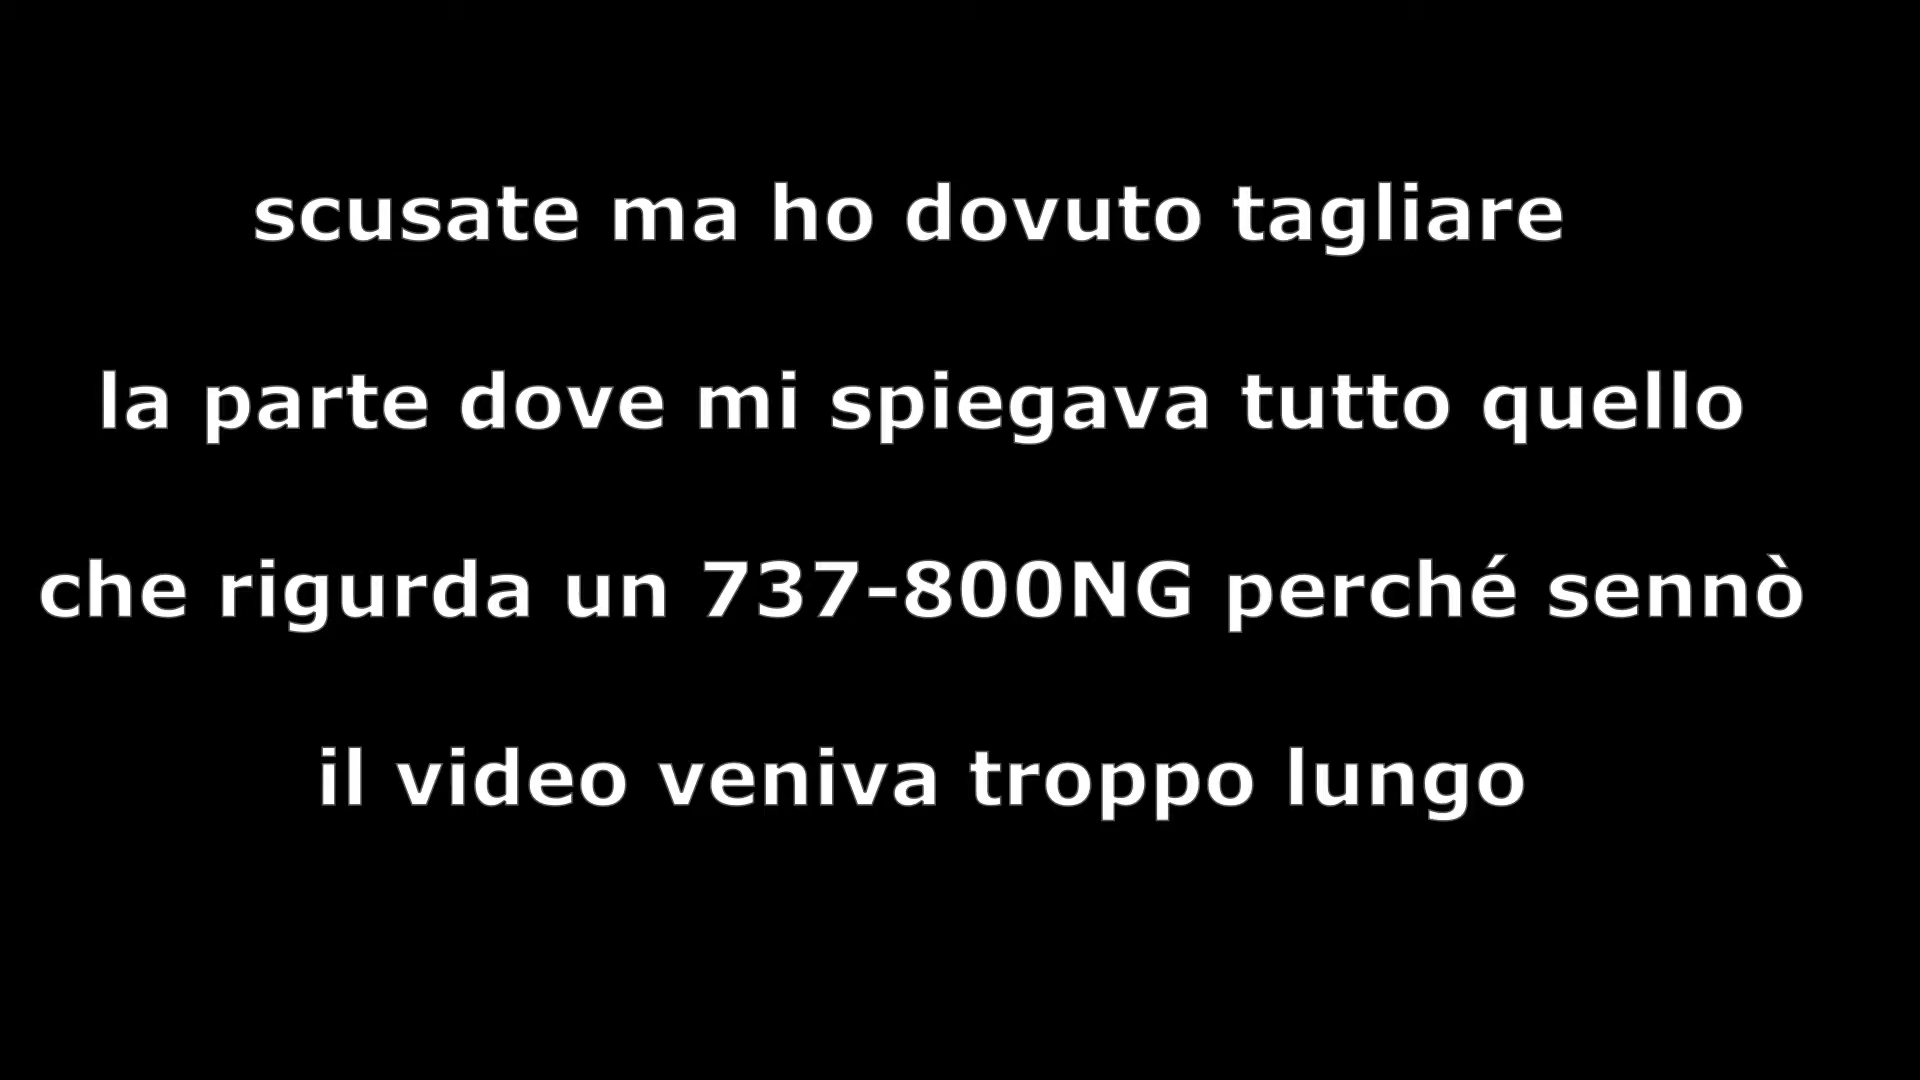 scusate ma ho dovuto tagliare
la parte dove mi spiegava tutto quello
che rigurda un 737-800NG perché sennò
il video veniva troppo lungo